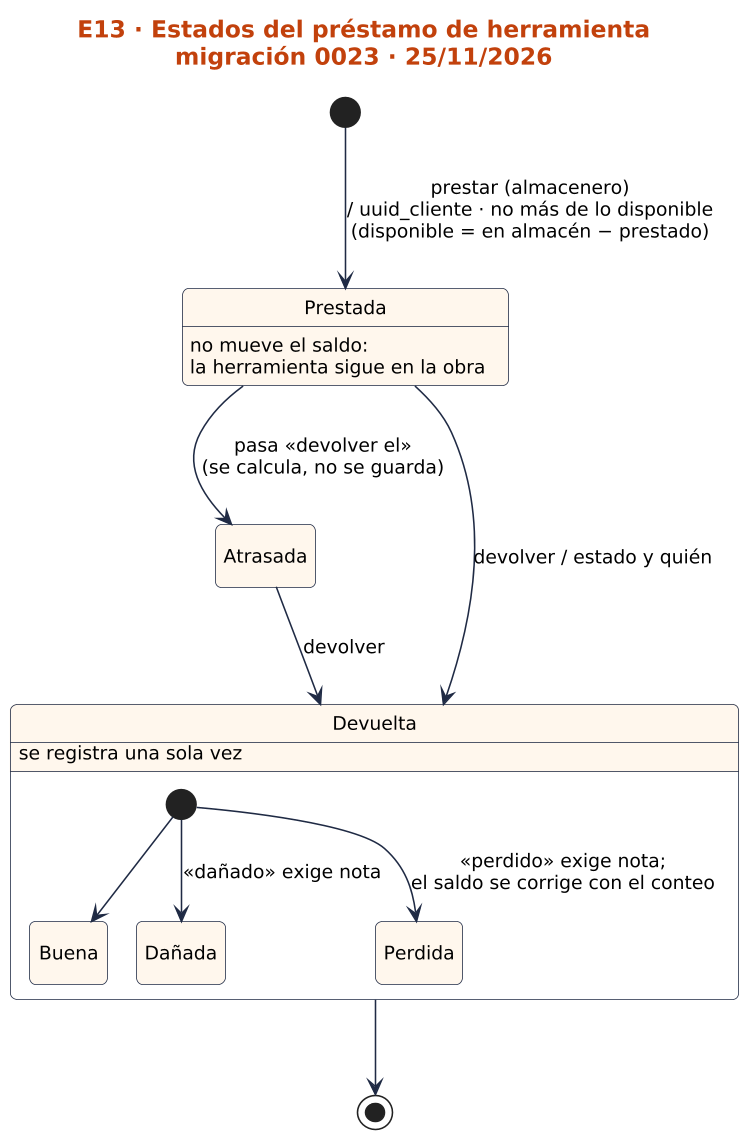 E13 · Estados del préstamo de herramienta
migración 0023 · 25/11/2026
prestar (almacenero)
/ uuid_cliente · no más de lo disponible
(disponible = en almacén − prestado)
Prestada
no mueve el saldo:
la herramienta sigue en la obra
pasa «devolver el»
(se calcula, no se guarda)
Atrasada
devolver / estado y quién
devolver
Devuelta
se registra una sola vez
«dañado» exige nota
«perdido» exige nota;
el saldo se corrige con el conteo
Buena
Dañada
Perdida